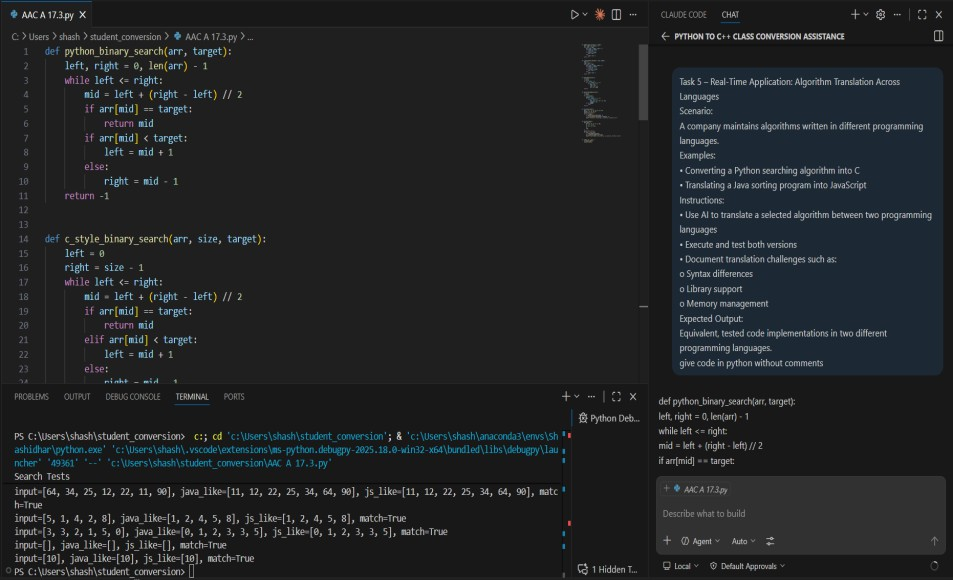 AAC A 17.3.py
C: > Users > shash > student_conversion > AAC A 17.3.py > ...
1 def python_binary_search(arr, target):
2 left, right = 0, len(arr) - 1
3 while left <= right:
4 mid = left + (right - left) // 2
5 if arr[mid] == target:
6 return mid
7 if arr[mid] < target:
8 left = mid + 1
9 else:
10 right = mid - 1
11 return -1
12
13
14 def c_style_binary_search(arr, size, target):
15 left = 0
16 right = size - 1
17 while left <= right:
18 mid = left + (right - left) // 2
19 if arr[mid] == target:
20 return mid
21 elif arr[mid] < target:
22 left = mid + 1
23 else:
24 right = mid - 1
PROBLEMS OUTPUT DEBUG CONSOLE TERMINAL PORTS
Python Deb...
PS C:\Users\shash\student_conversion> c:; cd 'c:\Users\shash\student_conversion'; & 'c:\Users\shash\anaconda3\envs\Sh
ashidhar\python.exe' 'c:\Users\shash\.vscode\extensions\ms-python.debugpy-2025.18.0-win32-x64\bundled\libs\debugpy\lau
ncher' '49361' '--' 'c:\Users\shash\student_conversion\AAC A 17.3.py'
Search Tests
input=[64, 34, 25, 12, 22, 11, 90], java_like=[11, 12, 22, 25, 34, 64, 90], js_like=[11, 12, 22, 25, 34, 64, 90], matc
h=True
input=[5, 1, 4, 2, 8], java_like=[1, 2, 4, 5, 8], js_like=[1, 2, 4, 5, 8], match=True
input=[3, 3, 2, 1, 5, 0], java_like=[0, 1, 2, 3, 3, 5], js_like=[0, 1, 2, 3, 3, 5], match=True
input=[], java_like=[], js_like=[], match=True
input=[10], java_like=[10], js_like=[10], match=True
PS C:\Users\shash\student_conversion>
1 Hidden T...
CLAUDE CODE CHAT
PYTHON TO C++ CLASS CONVERSION ASSISTANCE
Task 5 – Real-Time Application: Algorithm Translation Across
Languages
Scenario:
A company maintains algorithms written in different programming
languages.
Examples:
• Converting a Python searching algorithm into C
• Translating a Java sorting program into JavaScript
Instructions:
• Use AI to translate a selected algorithm between two programming
languages
• Execute and test both versions
• Document translation challenges such as:
o Syntax differences
o Library support
o Memory management
Expected Output:
Equivalent, tested code implementations in two different
programming languages.
give code in python without comments
def python_binary_search(arr, target):
left, right = 0, len(arr) - 1
while left <= right:
mid = left + (right - left) // 2
if arr[mid] == target:
AAC A 17.3.py
Describe what to build
Agent Auto
Local Default Approvals